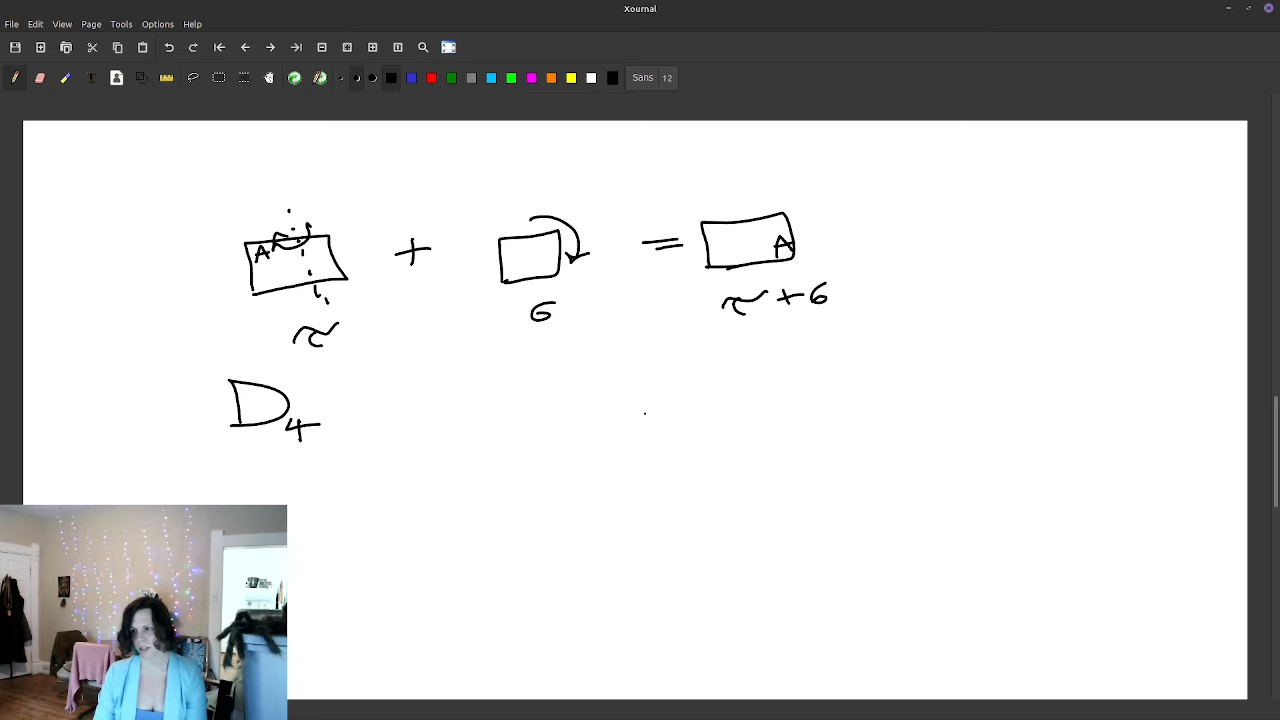 Xournal
File Edit View Page Tools Options Help
Sans 12
A + = A
τ σ τ + σ
D4